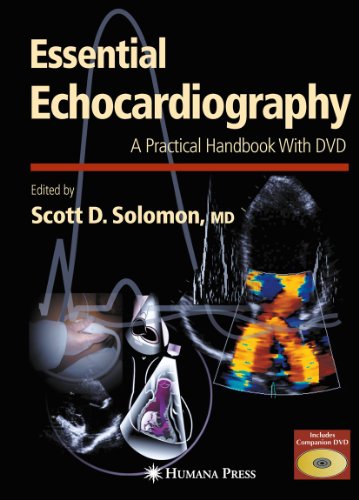 Essential
Echocardiography
A Practical Handbook With DVD
Edited by
Scott D. Solomon, MD
Includes
Companion DVD
HUMANA PRESS